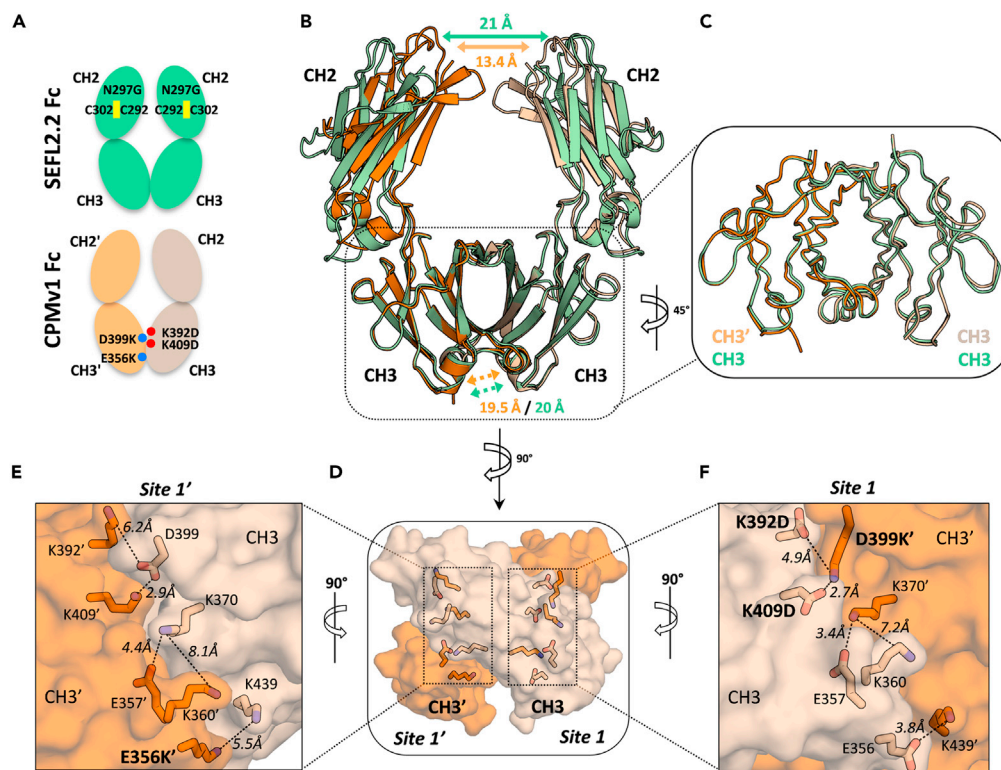 A
SEFL2.2 Fc
CH2
CH2
N297G
N297G
C302
C292
C292
C302
CH3
CH3
CPMv1 Fc
CH2'
CH2
D399K
K392D
K409D
E356K
CH3'
CH3
B
21 Å
13.4 Å
CH2
CH2
CH3
CH3
19.5 Å / 20 Å
45°
90°
C
CH3'
CH3
CH3
CH3
E
Site 1'
6.2Å
D399
CH3
K392'
2.9Å
K409'
K370
4.4Å
8.1Å
K439
CH3'
E357'
K360'
E356K'
5.5Å
D
90°
90°
CH3'
CH3
Site 1'
Site 1
F
Site 1
K392D
D399K'
CH3'
4.9Å
K370'
K409D
2.7Å
3.4Å
7.2Å
CH3
K360
E357
3.8Å
E356
K439'